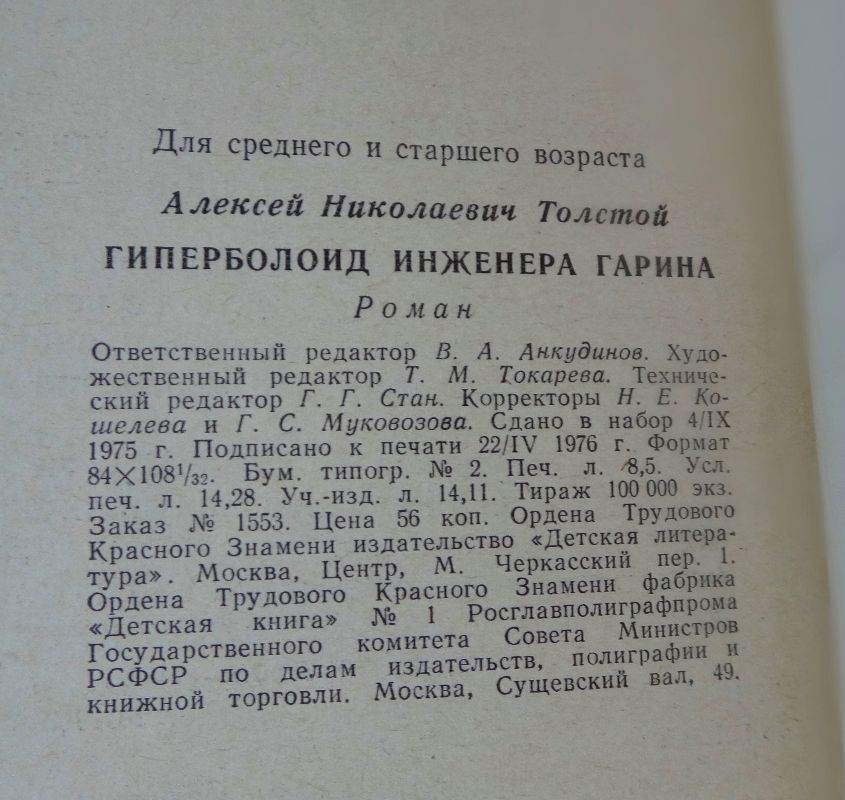 Для среднего и старшего возраста
Алексей Николаевич Толстой
ГИПЕРБОЛОИД ИНЖЕНЕРА ГАРИНА
Роман
Ответственный редактор В. А. Анкудинов. Худо-
жественный редактор Т. М. Токарева. Техниче-
ский редактор Г. Г. Стан. Корректоры Н. Е. Ко-
шелева и Г. С. Муковозова. Сдано в набор 4/IX
1975 г. Подписано к печати 22/IV 1976 г. Формат
84×108¹/₃₂. Бум. типогр. № 2. Печ. л. 8,5. Усл.
печ. л. 14,28. Уч.-изд. л. 14,11. Тираж 100 000 экз.
Заказ № 1553. Цена 56 коп. Ордена Трудового
Красного Знамени издательство «Детская литера-
тура». Москва, Центр, М. Черкасский пер. 1.
Ордена Трудового Красного Знамени фабрика
«Детская книга» № 1 Росглавполиграфпрома
Государственного комитета Совета Министров
РСФСР по делам издательств, полиграфии и
книжной торговли. Москва, Сущевский вал, 49.